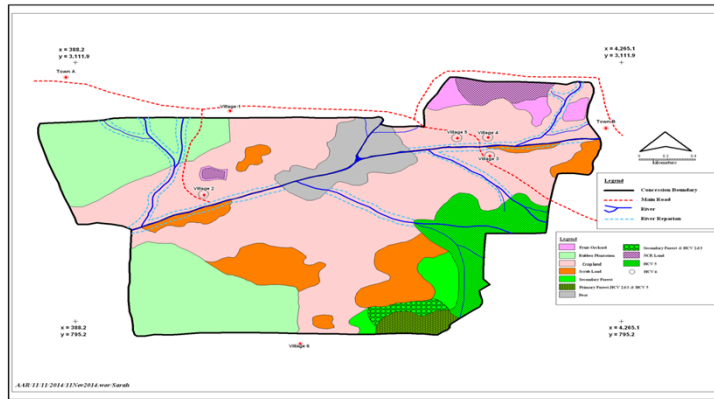 x = 388.2
y = 3,111.9
x = 4,265.1
y = 3,111.9
Town A
Village 1
Town B
Village 5
Village 4
Village 3
Village 2
kilometers
Legend
Concession Boundary
Main Road
River
River Reparian
Legend
Fruit Orchard
Rubber Plantation
Cropland
Scrub Land
Secondary Forest
Primary Forest,HCV 2&3 & HCV 5
Secondary Forest & HCV 2&3
NCR Land
HCV 5
HCV 6
x = 388.2
y = 795.2
x = 4,265.1
y = 795.2
Village 6
AAR/11/11/2014/11Nov2014.wor/Sarah